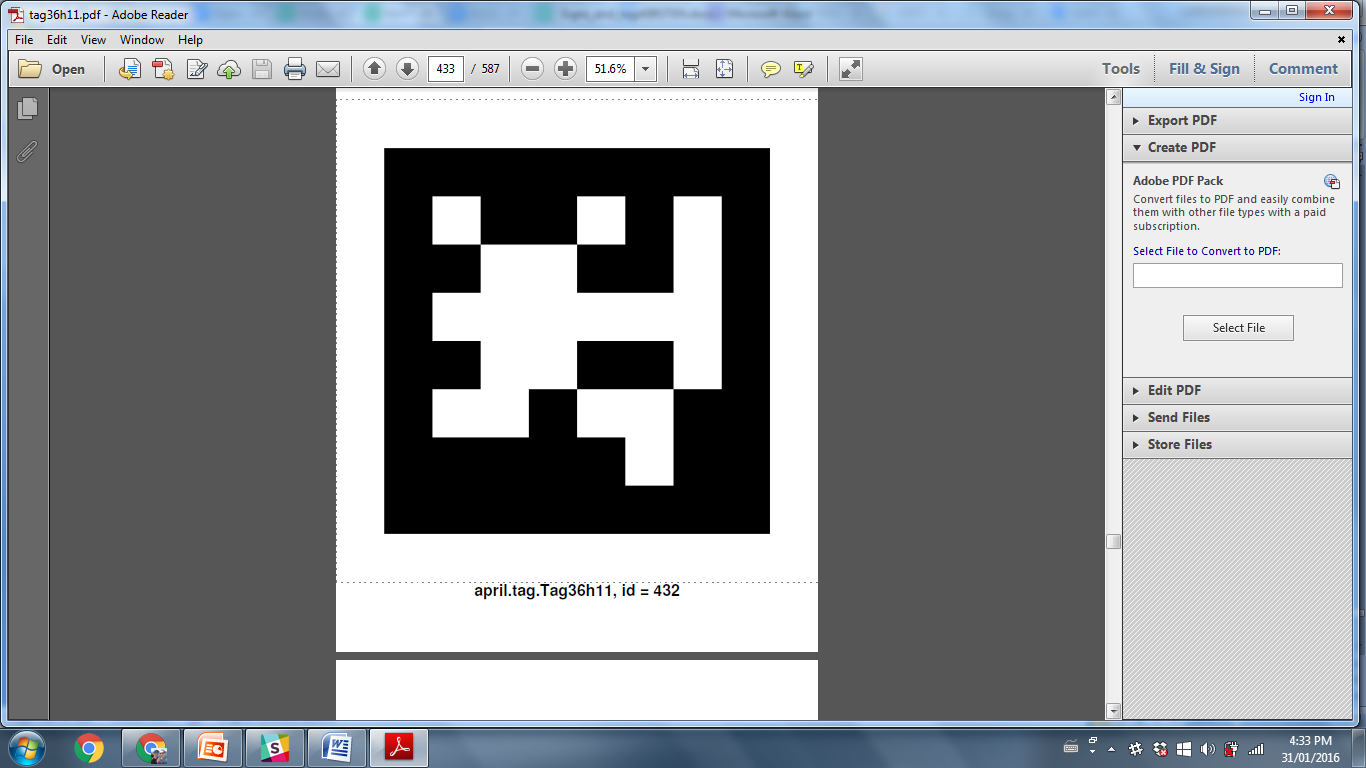 tag36h11.pdf - Adobe Reader
File Edit View Window Help
Open 433 / 587 51.6% Tools Fill & Sign Comment
Sign In
Export PDF
Create PDF
Adobe PDF Pack
Convert files to PDF and easily combine
them with other file types with a paid
subscription.
Select File to Convert to PDF:
Select File
Edit PDF
Send Files
Store Files
april.tag.Tag36h11, id = 432
4:33 PM
31/01/2016